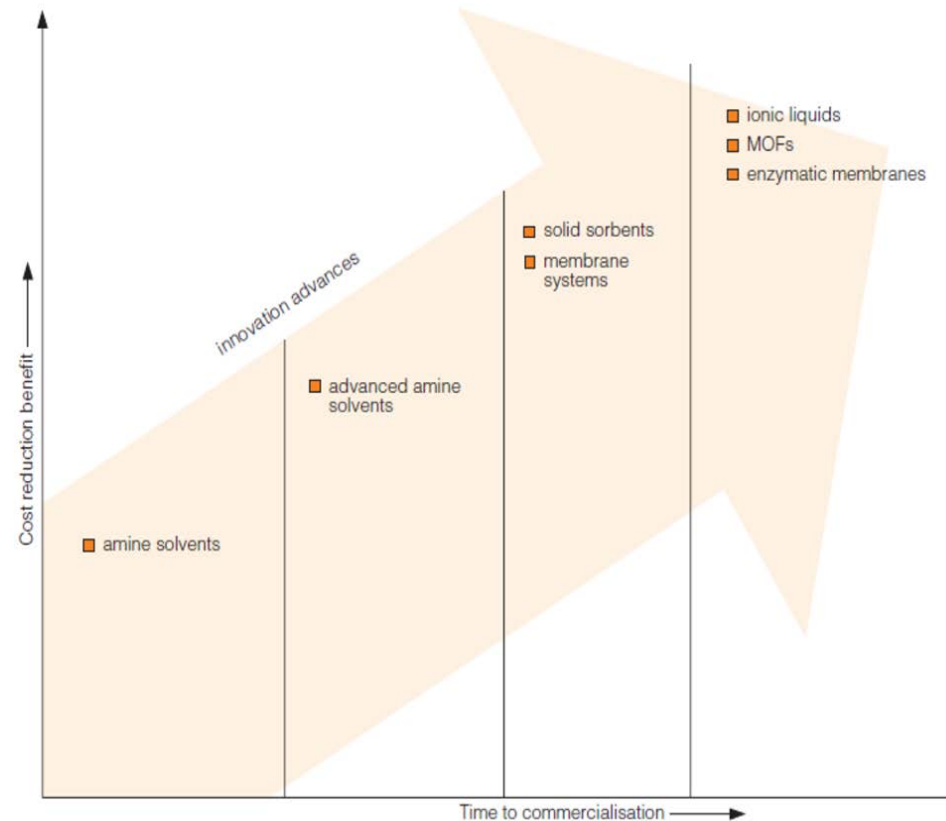 ionic liquids
MOFs
enzymatic membranes
solid sorbents
membrane
systems
innovation advances
advanced amine
solvents
Cost reduction benefit
amine solvents
Time to commercialisation